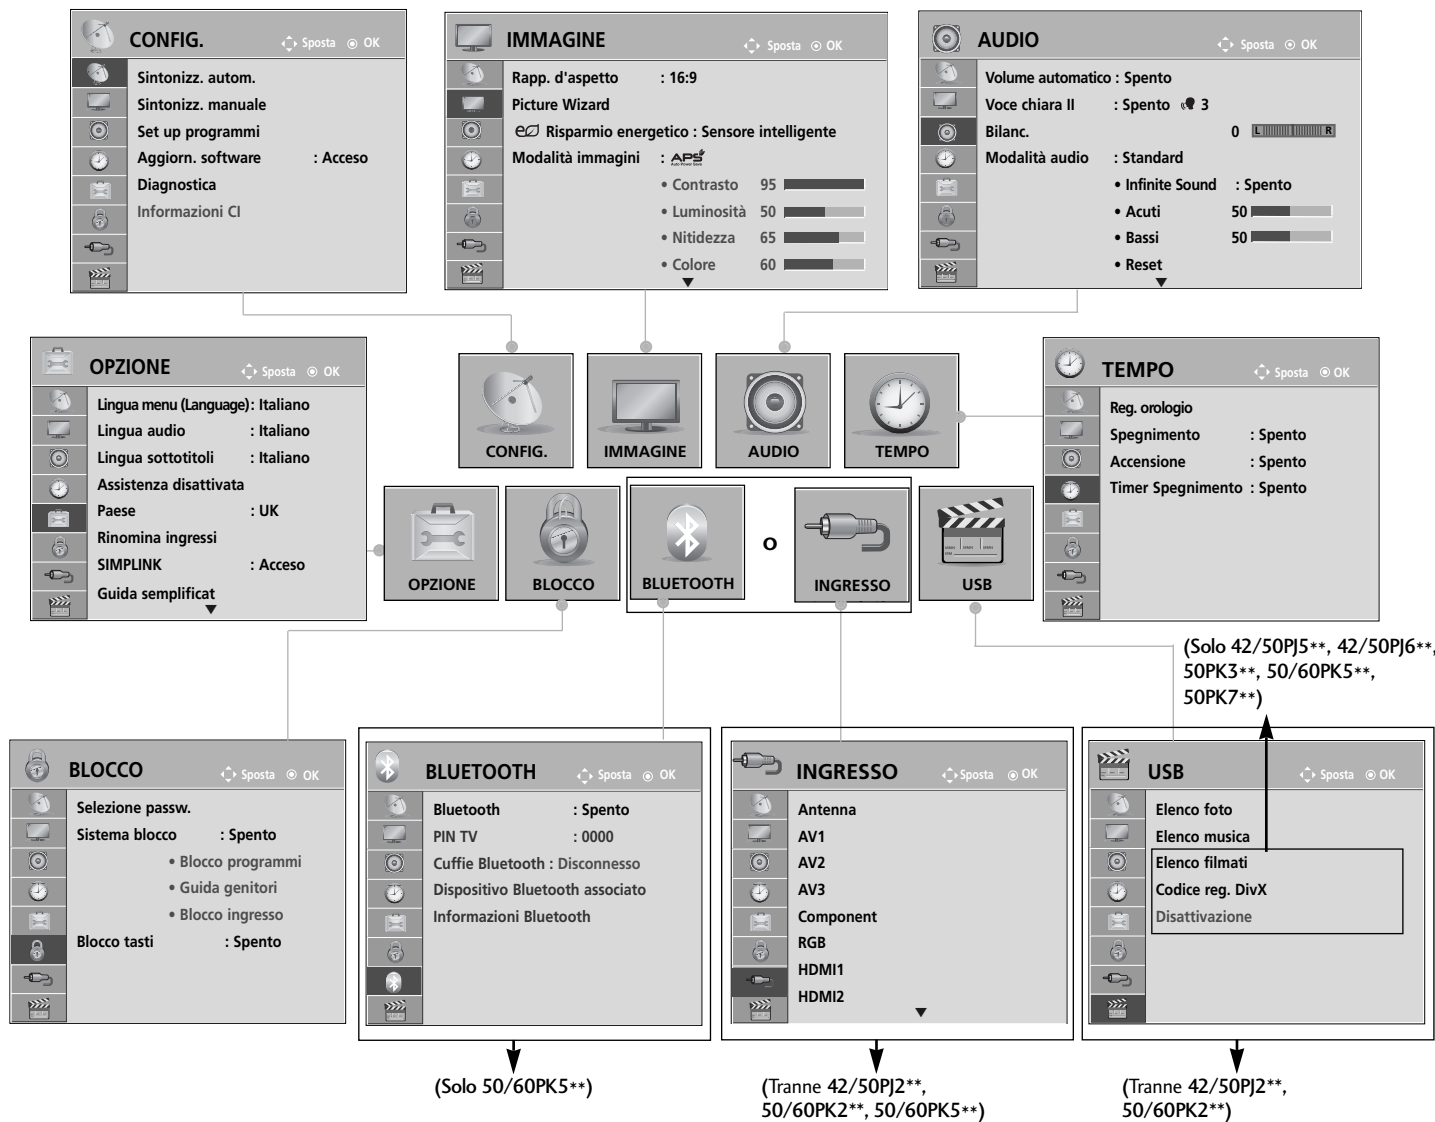 CONFIG.
Sposta OK
Sintonizz. autom.
Sintonizz. manuale
Set up programmi
Aggiorn. software : Acceso
Diagnostica
Informazioni CI
IMMAGINE
Sposta OK
Rapp. d'aspetto : 16:9
Picture Wizard
Risparmio energetico : Sensore intelligente
Modalità immagini : APS
Auto Power Save
• Contrasto 95
• Luminosità 50
• Nitidezza 65
• Colore 60
AUDIO
Sposta OK
Volume automatico : Spento
Voce chiara II : Spento 3
Bilanc. 0 L R
Modalità audio : Standard
• Infinite Sound : Spento
• Acuti 50
• Bassi 50
• Reset
OPZIONE
Sposta OK
Lingua menu (Language) : Italiano
Lingua audio : Italiano
Lingua sottotitoli : Italiano
Assistenza disattivata
Paese : UK
Rinomina ingressi
SIMPLINK : Acceso
Guida semplificat
CONFIG.
IMMAGINE
AUDIO
TEMPO
OPZIONE
BLOCCO
BLUETOOTH
O
INGRESSO
USB
TEMPO
Sposta OK
Reg. orologio
Spegnimento : Spento
Accensione : Spento
Timer Spegnimento : Spento
(Solo 42/50PJ5**, 42/50PJ6**,
50PK3**, 50/60PK5**,
50PK7**)
BLOCCO
Sposta OK
Selezione passw.
Sistema blocco : Spento
• Blocco programmi
• Guida genitori
• Blocco ingresso
Blocco tasti : Spento
BLUETOOTH
Sposta OK
Bluetooth : Spento
PIN TV : 0000
Cuffie Bluetooth : Disconnesso
Dispositivo Bluetooth associato
Informazioni Bluetooth
(Solo 50/60PK5**)
INGRESSO
Sposta OK
Antenna
AV1
AV2
AV3
Component
RGB
HDMI1
HDMI2
(Tranne 42/50PJ2**,
50/60PK2**, 50/60PK5**)
USB
Sposta OK
Elenco foto
Elenco musica
Elenco filmati
Codice reg. DivX
Disattivazione
(Tranne 42/50PJ2**,
50/60PK2**)